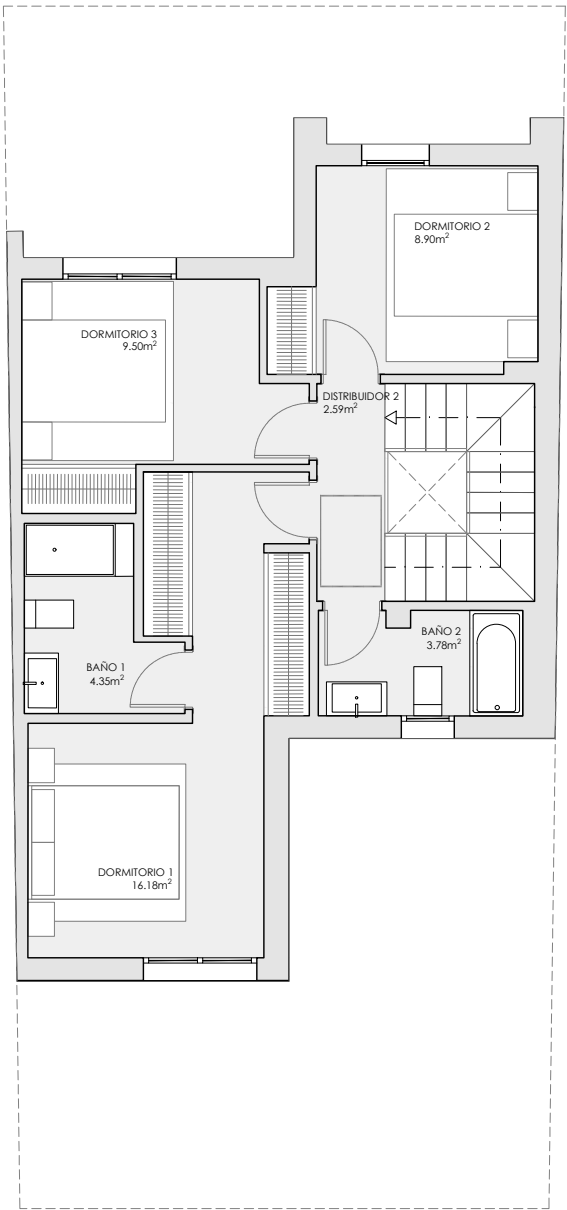 DORMITORIO 2
8.90m²
DORMITORIO 3
9.50m²
DISTRIBUIDOR 2
2.59m²
BAÑO 2
3.78m²
BAÑO 1
4.35m²
DORMITORIO 1
16.18m²